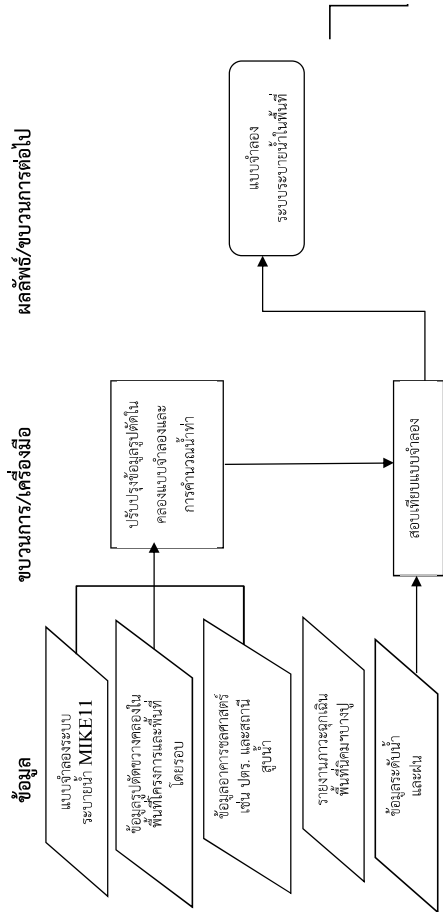 ข้อมูล
ขบวนการ/เครื่องมือ
ผลลัพธ์/ขบวนการต่อไป
แบบจำลองระบบ
ระบายน้ำ MIKE11
ข้อมูลรูปตัดขวางคลองใน
พื้นที่โครงการและพื้นที่
โดยรอบ
ข้อมูลอาคารชลศาสตร์
เช่น ปตร. และสถานี
สูบน้ำ
รายงานภาวะฉุกเฉิน
พื้นที่นิคมฯบางปู
ข้อมูลระดับน้ำ
และฝน
ปรับปรุงข้อมูลรูปตัดใน
คลองแบบจำลองและ
การคำนวณน้ำท่า
สอบเทียบแบบจำลอง
แบบจำลอง
ระบบระบายน้ำในพื้นที่